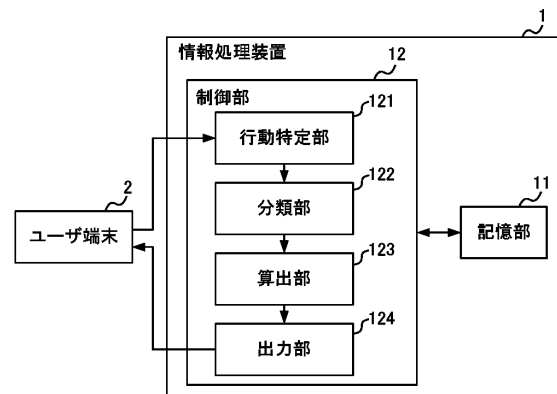 1
情報処理装置
12
制御部
121
行動特定部
122
分類部
2
ユーザ端末
11
記憶部
123
算出部
124
出力部